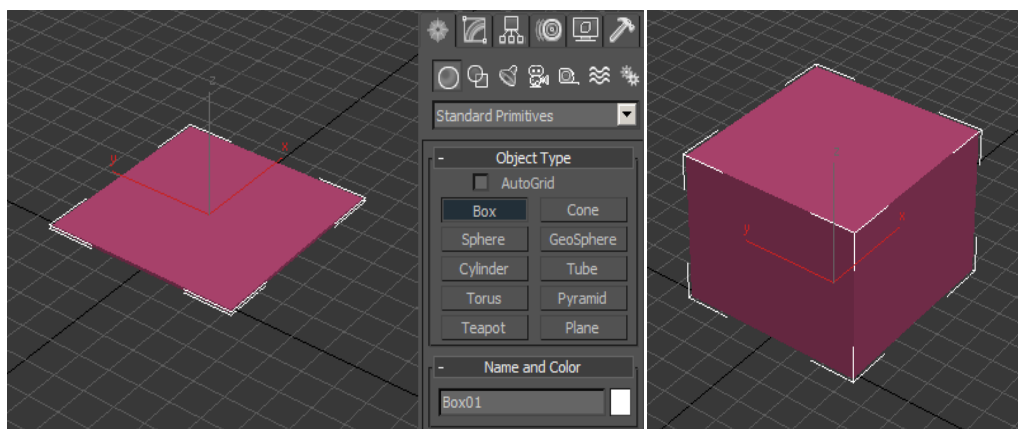 z
x
y
Standard Primitives
- Object Type
AutoGrid
Box Cone
Sphere GeoSphere
Cylinder Tube
Torus Pyramid
Teapot Plane
- Name and Color
Box01
x
y